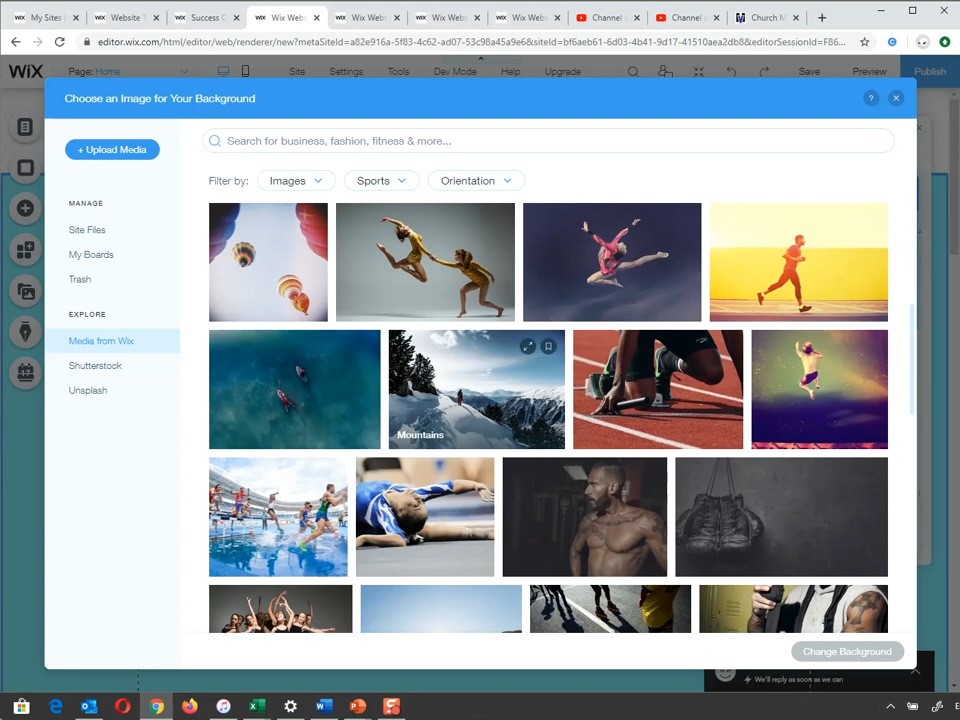 My Sites (
Website T
Success C
Wix Webs
Wix Webs
Wix Webs
Wix Webs
Channel c
Channel c
Church M
editor.wix.com/html/editor/web/renderer/new?metaSiteId=a82e916a-5f83-4c62-ad07-53c98a45a9e6&siteId=bf6aeb61-6d03-4b41-9d17-41510aea2db8&editorSessionId=F86...
WiX
Page: Home
Site
Settings
Tools
Dev Mode
Help
Upgrade
Save
Preview
Publish
Choose an Image for Your Background
?
+ Upload Media
Search for business, fashion, fitness & more...
Filter by:
Images
Sports
Orientation
MANAGE
Site Files
My Boards
Trash
EXPLORE
Media from Wix
Shutterstock
Unsplash
Mountains
Change Background
We'll reply as soon as we can